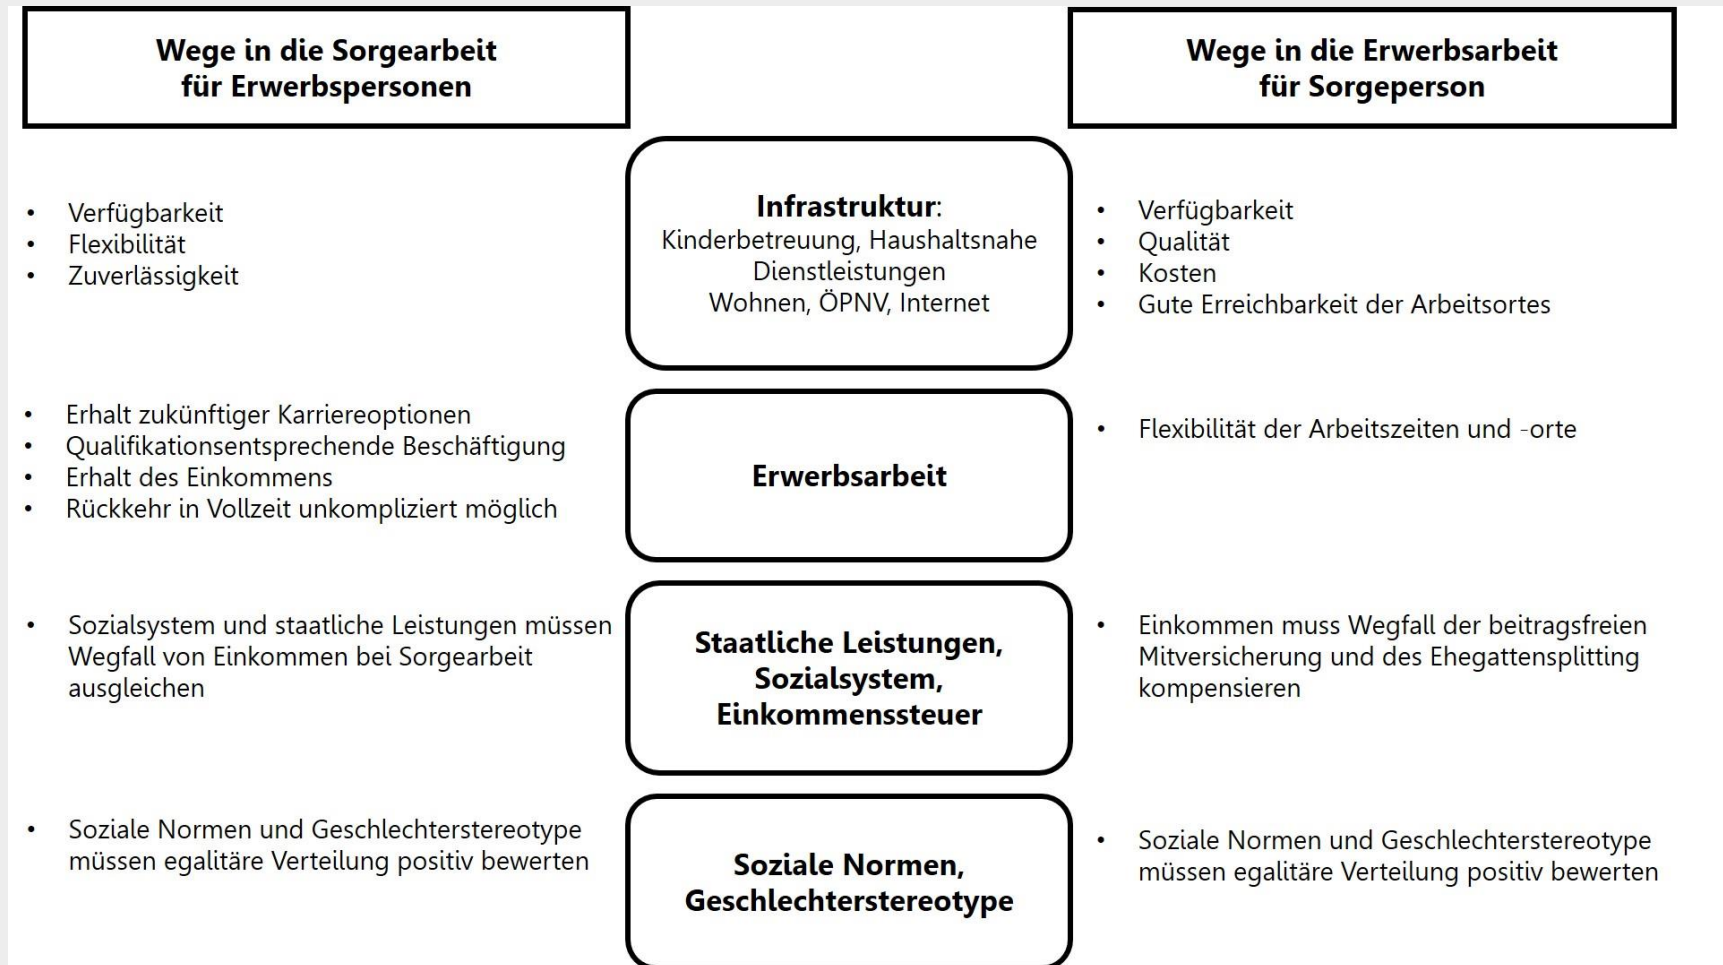 Wege in die Sorgearbeit
für Erwerbspersonen
Wege in die Erwerbsarbeit
für Sorgeperson
• Verfügbarkeit
• Flexibilität
• Zuverlässigkeit
Infrastruktur:
Kinderbetreuung, Haushaltsnahe
Dienstleistungen
Wohnen, ÖPNV, Internet
• Verfügbarkeit
• Qualität
• Kosten
• Gute Erreichbarkeit der Arbeitsortes
• Erhalt zukünftiger Karriereoptionen
• Qualifikationsentsprechende Beschäftigung
• Erhalt des Einkommens
• Rückkehr in Vollzeit unkompliziert möglich
Erwerbsarbeit
• Flexibilität der Arbeitszeiten und -orte
• Sozialsystem und staatliche Leistungen müssen
Wegfall von Einkommen bei Sorgearbeit
ausgleichen
Staatliche Leistungen,
Sozialsystem,
Einkommenssteuer
• Einkommen muss Wegfall der beitragsfreien
Mitversicherung und des Ehegattensplitting
kompensieren
• Soziale Normen und Geschlechterstereotype
müssen egalitäre Verteilung positiv bewerten
Soziale Normen,
Geschlechterstereotype
• Soziale Normen und Geschlechterstereotype
müssen egalitäre Verteilung positiv bewerten